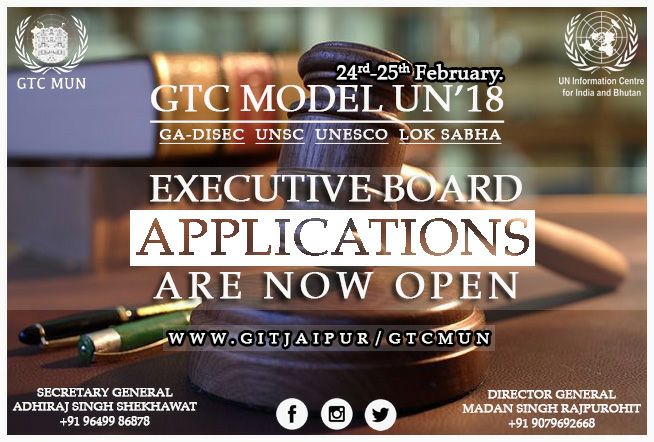 GTC MUN
UN Information Centre
for India and Bhutan
24rd-25th February.
GTC MODEL UN'18
GA-DISEC UNSC UNESCO LOK SABHA
EXECUTIVE BOARD
APPLICATIONS
ARE NOW OPEN
WWW.GITJAIPUR/GTCMUN
SECRETARY GENERAL
ADHIRAJ SINGH SHEKHAWAT
+91 96499 86878
DIRECTOR GENERAL
MADAN SINGH RAJPUROHIT
+91 9079692668